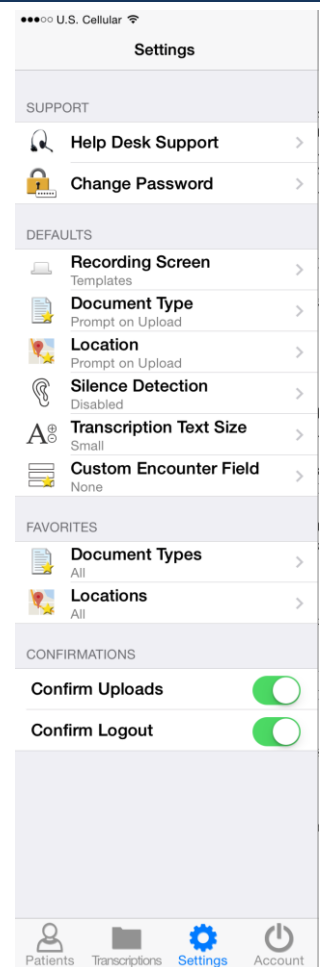 U.S. Cellular
Settings
SUPPORT
Help Desk Support
Change Password
DEFAULTS
Recording Screen
Templates
Document Type
Prompt on Upload
Location
Prompt on Upload
Silence Detection
Disabled
Transcription Text Size
Small
Custom Encounter Field
None
FAVORITES
Document Types
All
Locations
All
CONFIRMATIONS
Confirm Uploads
Confirm Logout
Patients Transcriptions Settings Account